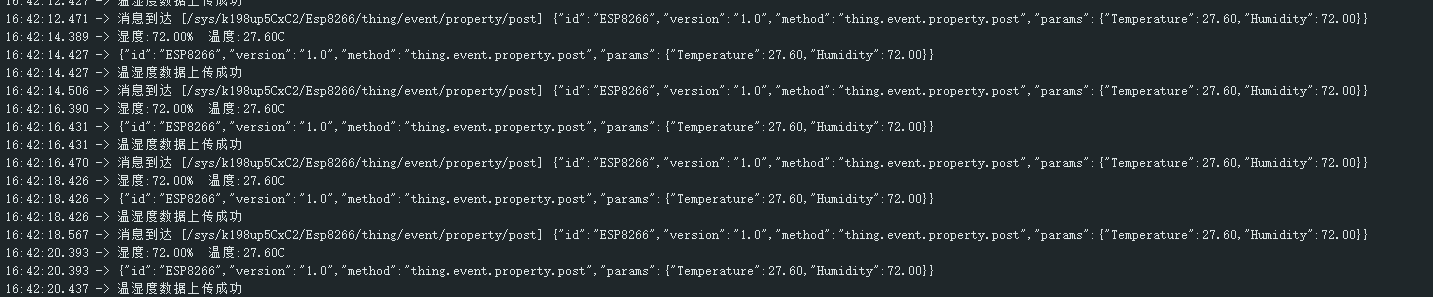 16:42:12.427 -> 温湿度数据上传成功
16:42:12.471 -> 消息到达 [/sys/k198up5CxC2/Esp8266/thing/event/property/post] {"id":"ESP8266","version":"1.0","method":"thing.event.property.post","params":{"Temperature":27.60,"Humidity":72.00}}
16:42:14.389 -> 湿度:72.00%  温度:27.60C
16:42:14.427 -> {"id":"ESP8266","version":"1.0","method":"thing.event.property.post","params":{"Temperature":27.60,"Humidity":72.00}}
16:42:14.427 -> 温湿度数据上传成功
16:42:14.506 -> 消息到达 [/sys/k198up5CxC2/Esp8266/thing/event/property/post] {"id":"ESP8266","version":"1.0","method":"thing.event.property.post","params":{"Temperature":27.60,"Humidity":72.00}}
16:42:16.390 -> 湿度:72.00%  温度:27.60C
16:42:16.431 -> {"id":"ESP8266","version":"1.0","method":"thing.event.property.post","params":{"Temperature":27.60,"Humidity":72.00}}
16:42:16.431 -> 温湿度数据上传成功
16:42:16.470 -> 消息到达 [/sys/k198up5CxC2/Esp8266/thing/event/property/post] {"id":"ESP8266","version":"1.0","method":"thing.event.property.post","params":{"Temperature":27.60,"Humidity":72.00}}
16:42:18.426 -> 湿度:72.00%  温度:27.60C
16:42:18.426 -> {"id":"ESP8266","version":"1.0","method":"thing.event.property.post","params":{"Temperature":27.60,"Humidity":72.00}}
16:42:18.426 -> 温湿度数据上传成功
16:42:18.567 -> 消息到达 [/sys/k198up5CxC2/Esp8266/thing/event/property/post] {"id":"ESP8266","version":"1.0","method":"thing.event.property.post","params":{"Temperature":27.60,"Humidity":72.00}}
16:42:20.393 -> 湿度:72.00%  温度:27.60C
16:42:20.393 -> {"id":"ESP8266","version":"1.0","method":"thing.event.property.post","params":{"Temperature":27.60,"Humidity":72.00}}
16:42:20.437 -> 温湿度数据上传成功